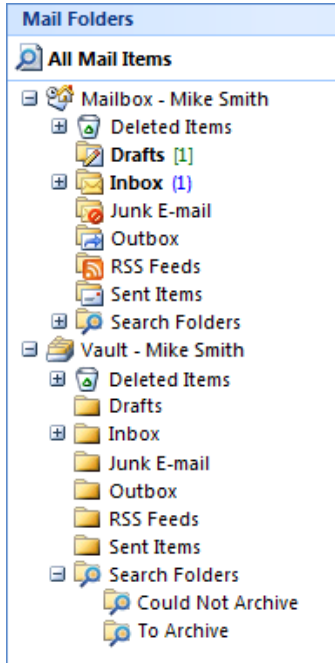 Mail Folders
All Mail Items
Mailbox - Mike Smith
Deleted Items
Drafts [1]
Inbox (1)
Junk E-mail
Outbox
RSS Feeds
Sent Items
Search Folders
Vault - Mike Smith
Deleted Items
Drafts
Inbox
Junk E-mail
Outbox
RSS Feeds
Sent Items
Search Folders
Could Not Archive
To Archive